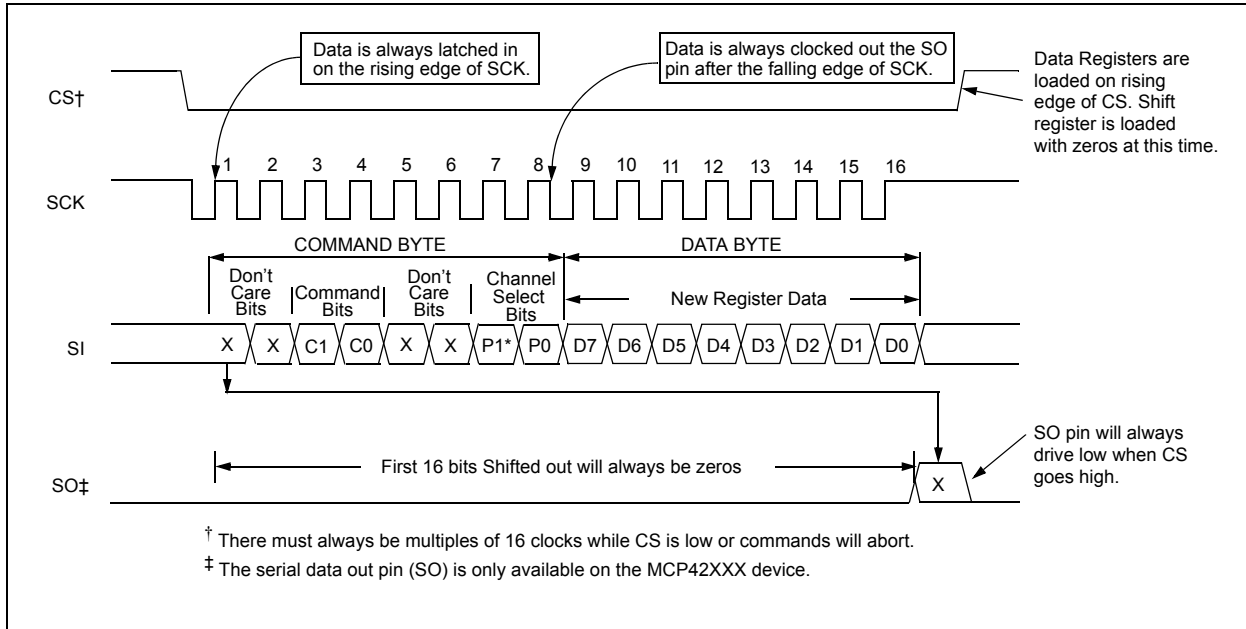 Data is always latched in
on the rising edge of SCK.
Data is always clocked out the SO
pin after the falling edge of SCK.
Data Registers are
loaded on rising
edge of CS. Shift
register is loaded
with zeros at this time.
CS†
1 2 3 4 5 6 7 8 9 10 11 12 13 14 15 16
SCK
COMMAND BYTE
DATA BYTE
Don't
Care
Bits
Command
Bits
Don't
Care
Bits
Channel
Select
Bits
New Register Data
SI
X X C1 C0 X X P1* P0 D7 D6 D5 D4 D3 D2 D1 D0
First 16 bits Shifted out will always be zeros
SO‡
X
SO pin will always
drive low when CS
goes high.
† There must always be multiples of 16 clocks while CS is low or commands will abort.
‡ The serial data out pin (SO) is only available on the MCP42XXX device.